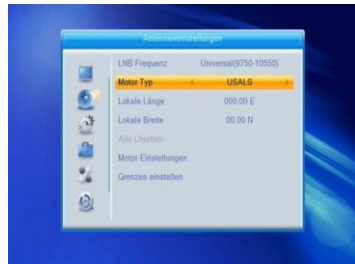 Antenneneinstellungen
LNB Frequenz Universal(9750-10550)
Motor Typ < USALS >
Lokale Länge 000.00 E
Lokale Breite 00.00 N
Alle Löschen
Motor-Einstellungen
Grenzen einstellen